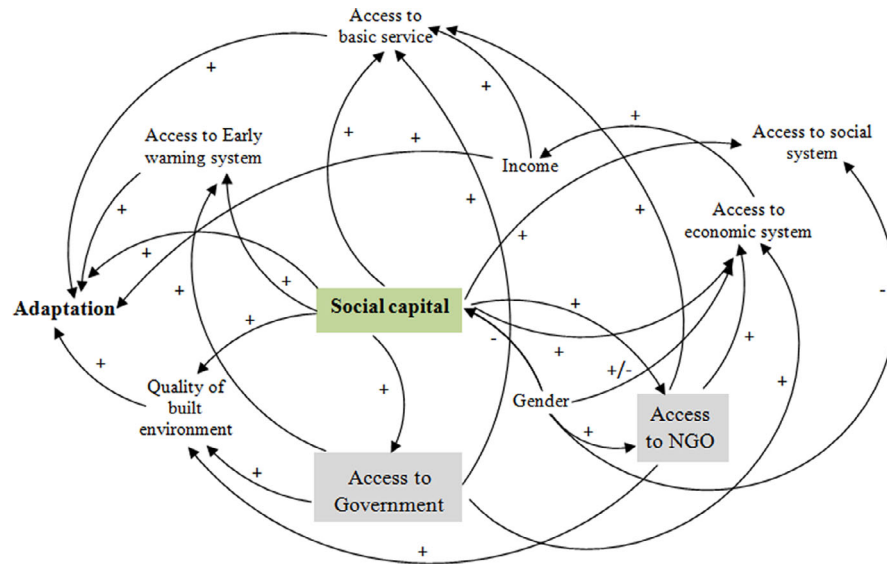 Access to
basic service
+
+
+
Access to Early
warning system
+
+
Income
+
Access to social
system
+
+
+
Access to
economic system
+
+
+
+
-
Adaptation
Social capital
+
+
+
-
+
+
+/-
+
Quality of
built
environment
+
Gender
+
Access
to NGO
+
Access to
Government
+
+